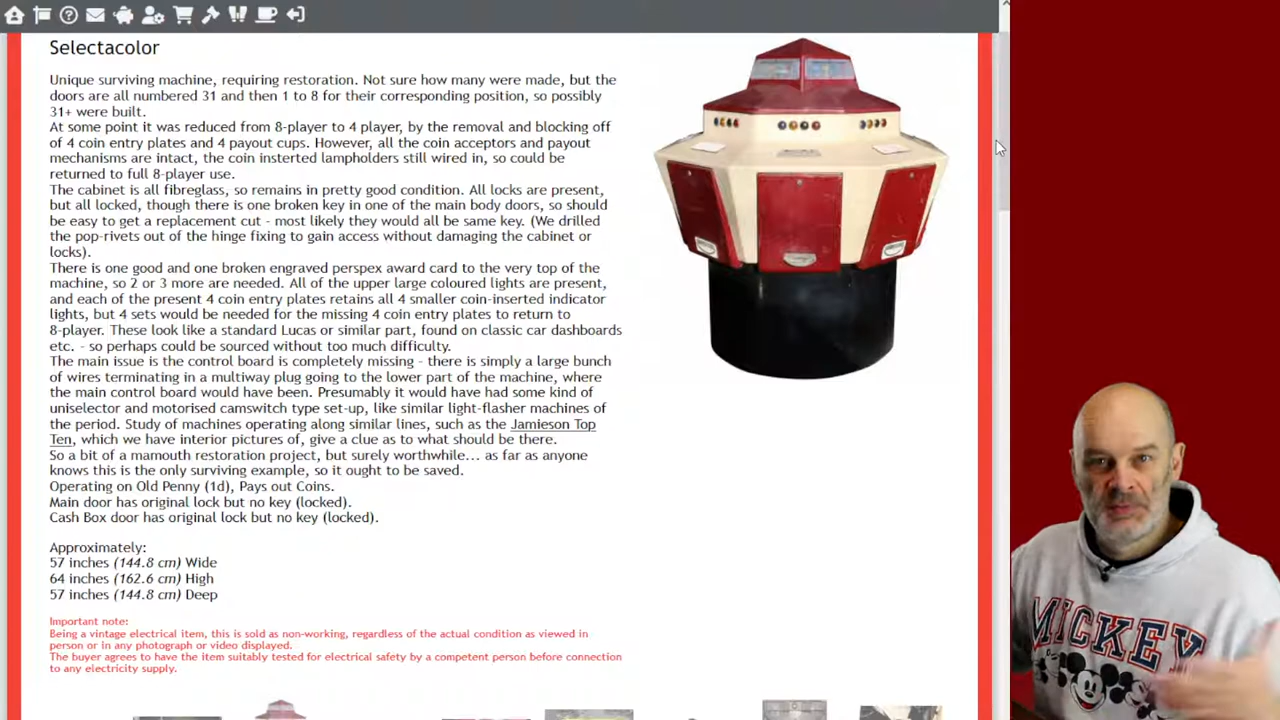 Selectacolor
Unique surviving machine, requiring restoration. Not sure how many were made, but the
doors are all numbered 31 and then 1 to 8 for their corresponding position, so possibly
31+ were built.
At some point it was reduced from 8-player to 4 player, by the removal and blocking off
of 4 coin entry plates and 4 payout cups. However, all the coin acceptors and payout
mechanisms are intact, the coin insterted lampholders still wired in, so could be
returned to full 8-player use.
The cabinet is all fibreglass, so remains in pretty good condition. All locks are present,
but all locked, though there is one broken key in one of the main body doors, so should
be easy to get a replacement cut - most likely they would all be same key. (We drilled
the pop-rivets out of the hinge fixing to gain access without damaging the cabinet or
locks).
There is one good and one broken engraved perspex award card to the very top of the
machine, so 2 or 3 more are needed. All of the upper large coloured lights are present,
and each of the present 4 coin entry plates retains all 4 smaller coin-inserted indicator
lights, but 4 sets would be needed for the missing 4 coin entry plates to return to
8-player. These look like a standard Lucas or similar part, found on classic car dashboards
etc. - so perhaps could be sourced without too much difficulty.
The main issue is the control board is completely missing - there is simply a large bunch
of wires terminating in a multiway plug going to the lower part of the machine, where
the main control board would have been. Presumably it would have had some kind of
uniselector and motorised camswitch type set-up, like similar light-flasher machines of
the period. Study of machines operating along similar lines, such as the Jamieson Top
Ten, which we have interior pictures of, give a clue as to what should be there.
So a bit of a mamouth restoration project, but surely worthwhile... as far as anyone
knows this is the only surviving example, so it ought to be saved.
Operating on Old Penny (1d), Pays out Coins.
Main door has original lock but no key (locked).
Cash Box door has original lock but no key (locked).
Approximately:
57 inches (144.8 cm) Wide
64 inches (162.6 cm) High
57 inches (144.8 cm) Deep
Important note:
Being a vintage electrical item, this is sold as non-working, regardless of the actual condition as viewed in
person or in any photograph or video displayed.
The buyer agrees to have the item suitably tested for electrical safety by a competent person before connection
to any electricity supply.
MICKEY